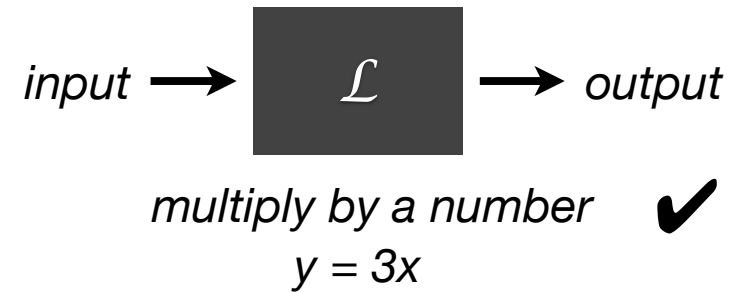 input ℒ output
multiply by a number ✔
y = 3x